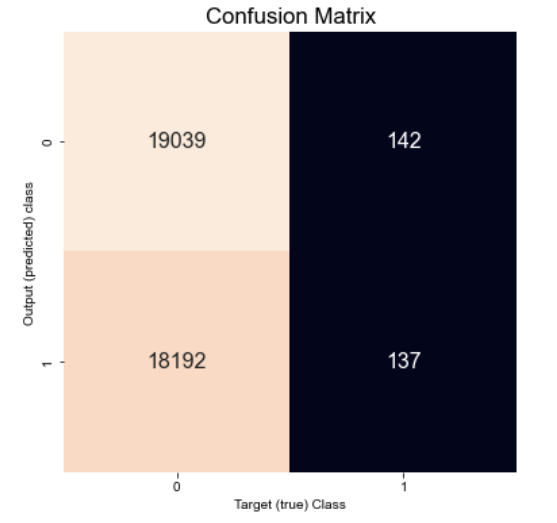 Confusion Matrix
Output (predicted) class
0
19039
142
1
18192
137
0
1
Target (true) Class